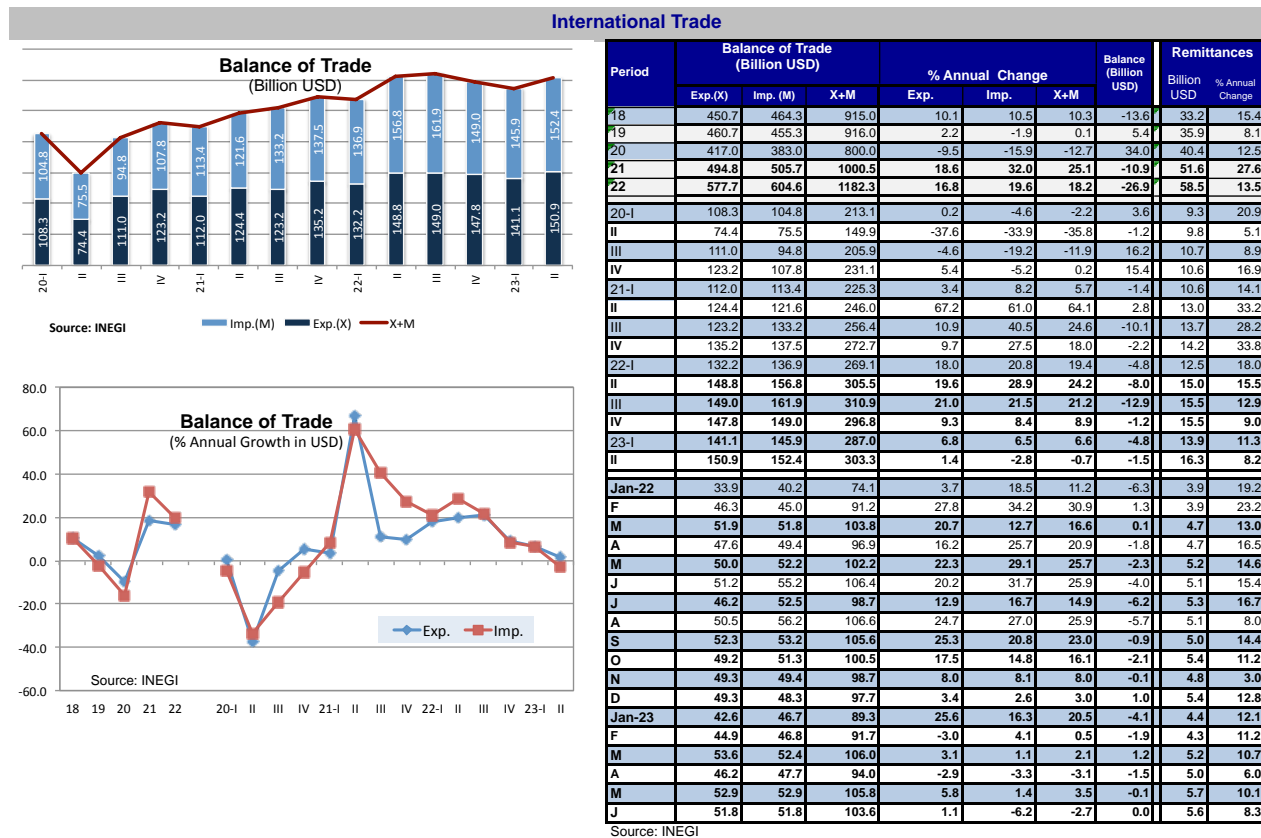 International Trade
Balance of Trade
(Billion USD)
104.8 75.5 94.8 107.8 113.4 121.6 133.2 137.5 136.9 156.8 161.9 149.0 145.9 152.4
108.3 74.4 111.0 123.2 112.0 124.4 123.2 135.2 132.2 148.8 149.0 147.8 141.1 150.9
20-I II III IV 21-I II III IV 22-I II III IV 23-I II
Source: INEGI
Imp.(M) Exp.(X) X+M
Balance of Trade
(% Annual Growth in USD)
80.0
60.0
40.0
20.0
0.0
-20.0
-40.0
-60.0
Exp. Imp.
Source: INEGI
18 19 20 21 22 20-I II III IV 21-I II III IV 22-I II III IV 23-I II
Period Balance of Trade (Billion USD) % Annual Change Balance (Billion USD) Remittances
Exp.(X) Imp. (M) X+M Exp. Imp. X+M Billion USD % Annual Change
18 450.7 464.3 915.0 10.1 10.5 10.3 -13.6 33.2 15.4
19 460.7 455.3 916.0 2.2 -1.9 0.1 5.4 35.9 8.1
20 417.0 383.0 800.0 -9.5 -15.9 -12.7 34.0 40.4 12.5
21 494.8 505.7 1000.5 18.6 32.0 25.1 -10.9 51.6 27.6
22 577.7 604.6 1182.3 16.8 19.6 18.2 -26.9 58.5 13.5
20-I 108.3 104.8 213.1 0.2 -4.6 -2.2 3.6 9.3 20.9
II 74.4 75.5 149.9 -37.6 -33.9 -35.8 -1.2 9.8 5.1
III 111.0 94.8 205.9 -4.6 -19.2 -11.9 16.2 10.7 8.9
IV 123.2 107.8 231.1 5.4 -5.2 0.2 15.4 10.6 16.9
21-I 112.0 113.4 225.3 3.4 8.2 5.7 -1.4 10.6 14.1
II 124.4 121.6 246.0 67.2 61.0 64.1 2.8 13.0 33.2
III 123.2 133.2 256.4 10.9 40.5 24.6 -10.1 13.7 28.2
IV 135.2 137.5 272.7 9.7 27.5 18.0 -2.2 14.2 33.8
22-I 132.2 136.9 269.1 18.0 20.8 19.4 -4.8 12.5 18.0
II 148.8 156.8 305.5 19.6 28.9 24.2 -8.0 15.0 15.5
III 149.0 161.9 310.9 21.0 21.5 21.2 -12.9 15.5 12.9
IV 147.8 149.0 296.8 9.3 8.4 8.9 -1.2 15.5 9.0
23-I 141.1 145.9 287.0 6.8 6.5 6.6 -4.8 13.9 11.3
II 150.9 152.4 303.3 1.4 -2.8 -0.7 -1.5 16.3 8.2
Jan-22 33.9 40.2 74.1 3.7 18.5 11.2 -6.3 3.9 19.2
F 46.3 45.0 91.2 27.8 34.2 30.9 1.3 3.9 23.2
M 51.9 51.8 103.8 20.7 12.7 16.6 0.1 4.7 13.0
A 47.6 49.4 96.9 16.2 25.7 20.9 -1.8 4.7 16.5
M 50.0 52.2 102.2 22.3 29.1 25.7 -2.3 5.2 14.6
J 51.2 55.2 106.4 20.2 31.7 25.9 -4.0 5.1 15.4
J 46.2 52.5 98.7 12.9 16.7 14.9 -6.2 5.3 16.7
A 50.5 56.2 106.6 24.7 27.0 25.9 -5.7 5.1 8.0
S 52.3 53.2 105.6 25.3 20.8 23.0 -0.9 5.0 14.4
O 49.2 51.3 100.5 17.5 14.8 16.1 -2.1 5.4 11.2
N 49.3 49.4 98.7 8.0 8.1 8.0 -0.1 4.8 3.0
D 49.3 48.3 97.7 3.4 2.6 3.0 1.0 5.4 12.8
Jan-23 42.6 46.7 89.3 25.6 16.3 20.5 -4.1 4.4 12.1
F 44.9 46.8 91.7 -3.0 4.1 0.5 -1.9 4.3 11.2
M 53.6 52.4 106.0 3.1 1.1 2.1 1.2 5.2 10.7
A 46.2 47.7 94.0 -2.9 -3.3 -3.1 -1.5 5.0 6.0
M 52.9 52.9 105.8 5.8 1.4 3.5 -0.1 5.7 10.1
J 51.8 51.8 103.6 1.1 -6.2 -2.7 0.0 5.6 8.3
Source: INEGI